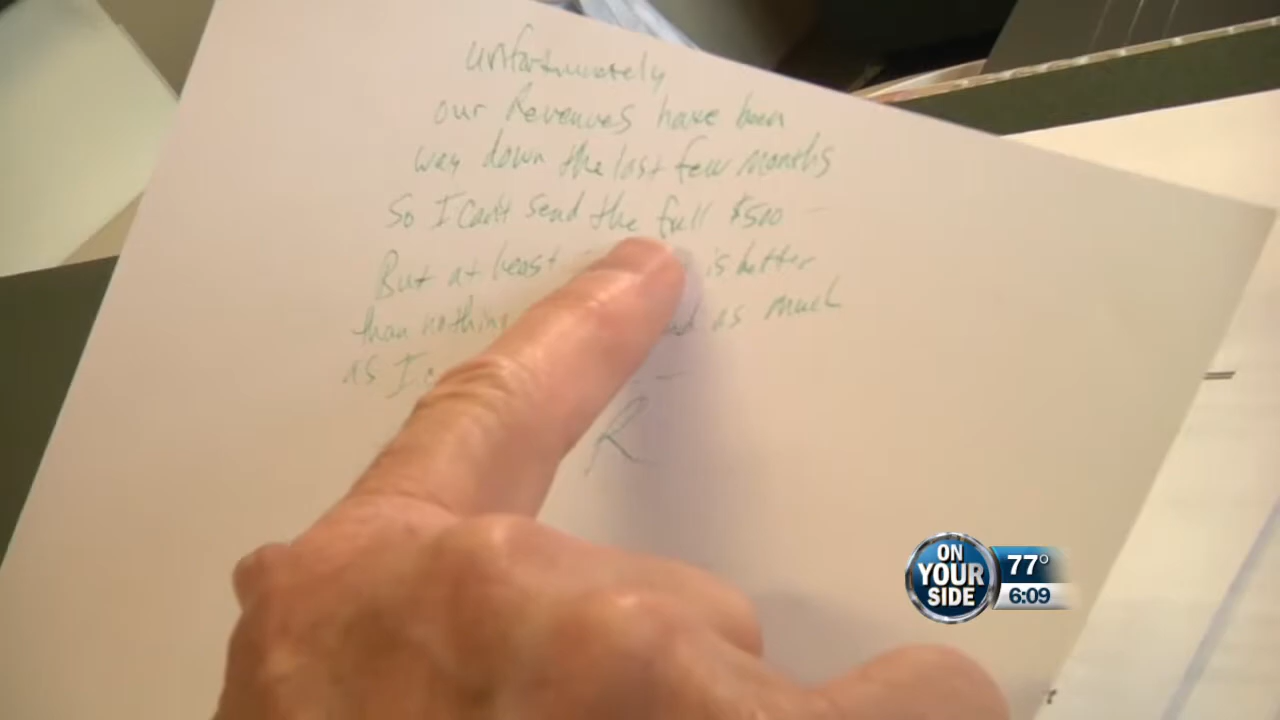 unfortunately
our Revenues have been
way down the last few months
So I can't send the full $500
But at least is better
than nothing as much
as I
R
ON
YOUR
SIDE
77°
6:09